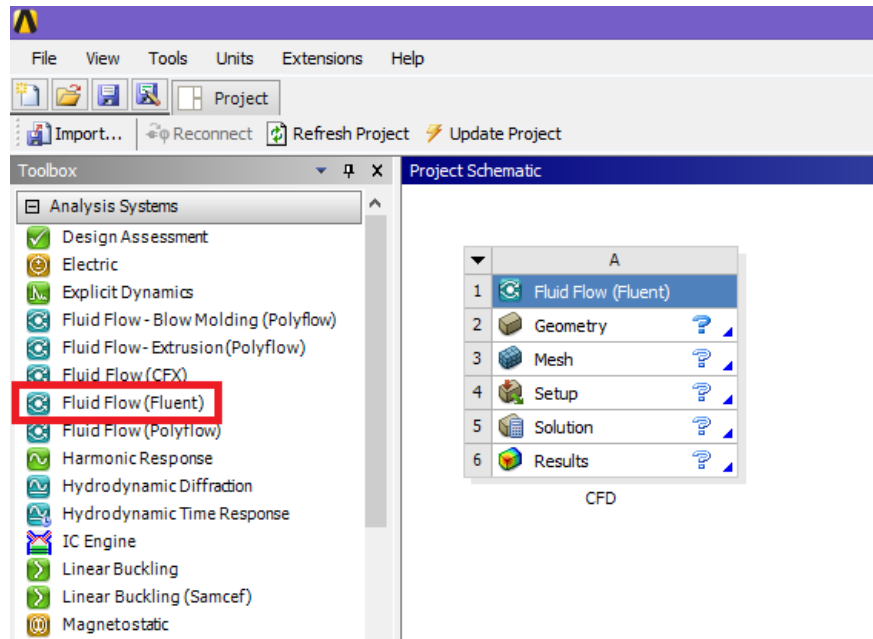 File View Tools Units Extensions Help
Project
Import... Reconnect Refresh Project Update Project
Toolbox
Analysis Systems
Design Assessment
Electric
Explicit Dynamics
Fluid Flow - Blow Molding (Polyflow)
Fluid Flow - Extrusion (Polyflow)
Fluid Flow (CFX)
Fluid Flow (Fluent)
Fluid Flow (Polyflow)
Harmonic Response
Hydrodynamic Diffraction
Hydrodynamic Time Response
IC Engine
Linear Buckling
Linear Buckling (Samcef)
Magnetostatic
Project Schematic
A
1 Fluid Flow (Fluent)
2 Geometry ?
3 Mesh ?
4 Setup ?
5 Solution ?
6 Results ?
CFD